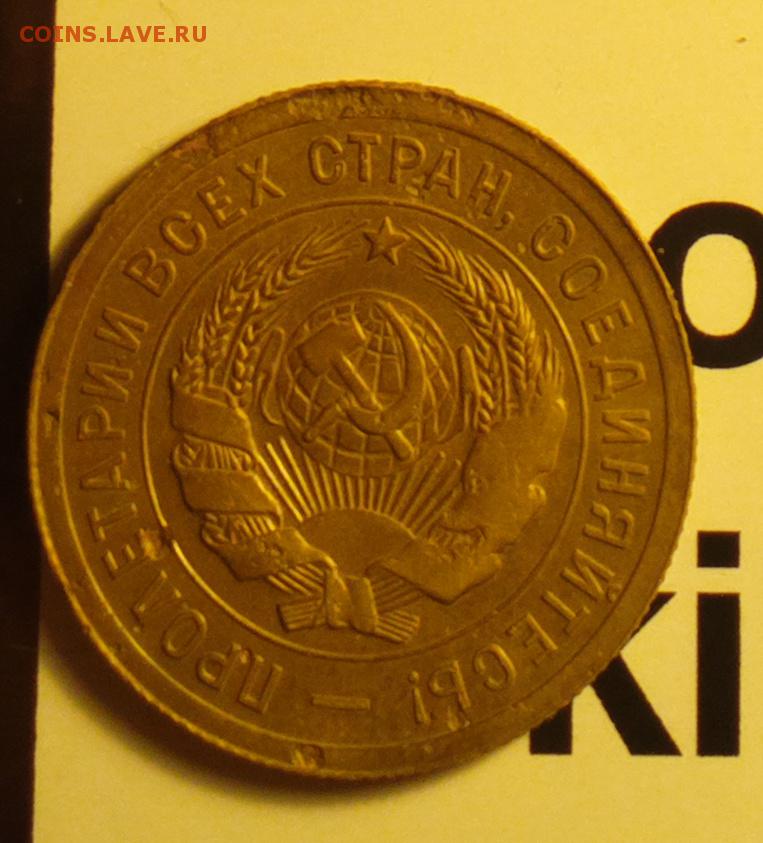 COINS.LAVE.RU
ПРОЛЕТАРИИ ВСЕХ СТРАН, СОЕДИНЯЙТЕСЬ! –
o
ki